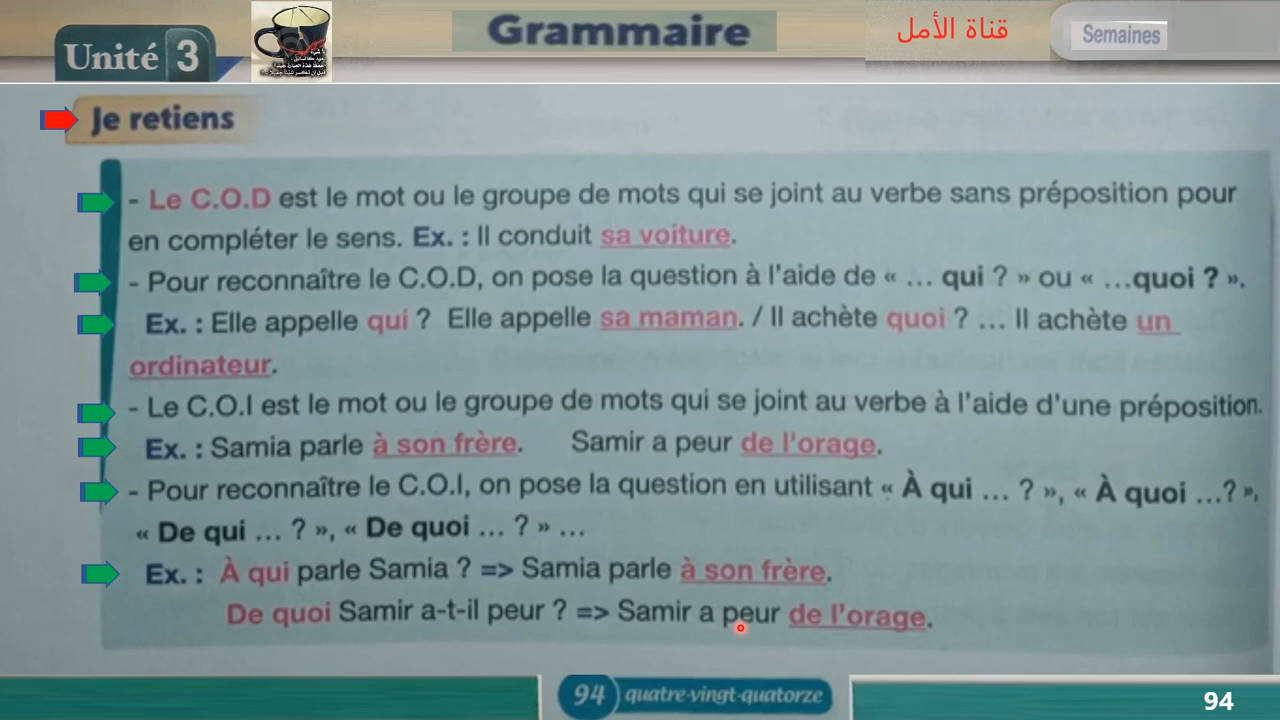 Unité 3
Grammaire
قناة الأمل
Semaines
Je retiens
- Le C.O.D est le mot ou le groupe de mots qui se joint au verbe sans préposition pour
en compléter le sens. Ex. : Il conduit sa voiture.
- Pour reconnaître le C.O.D, on pose la question à l'aide de « ... qui ? » ou « ...quoi ? ».
Ex. : Elle appelle qui ? Elle appelle sa maman. / Il achète quoi ? ... Il achète un
ordinateur.
- Le C.O.I est le mot ou le groupe de mots qui se joint au verbe à l'aide d'une préposition.
Ex. : Samia parle à son frère. Samir a peur de l'orage.
- Pour reconnaître le C.O.I, on pose la question en utilisant « À qui ... ? », « À quoi ...? »,
« De qui ... ? », « De quoi ... ? » ...
Ex. : À qui parle Samia ? => Samia parle à son frère.
De quoi Samir a-t-il peur ? => Samir a peur de l'orage.
94 quatre-vingt-quatorze
94